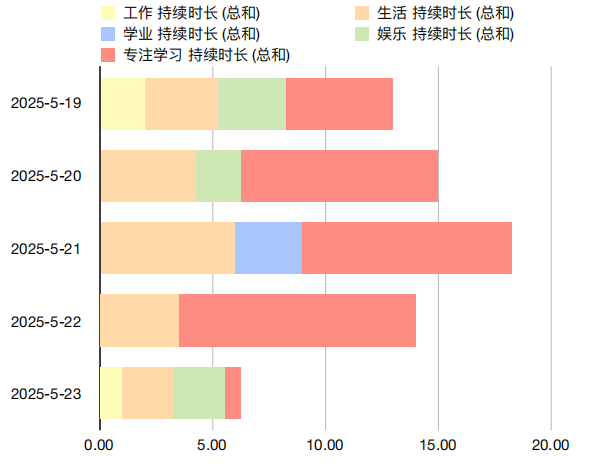 工作 持续时长 (总和) 生活 持续时长 (总和)
学业 持续时长 (总和) 娱乐 持续时长 (总和)
专注学习 持续时长 (总和)
2025-5-19
2025-5-20
2025-5-21
2025-5-22
2025-5-23
0.00 5.00 10.00 15.00 20.00